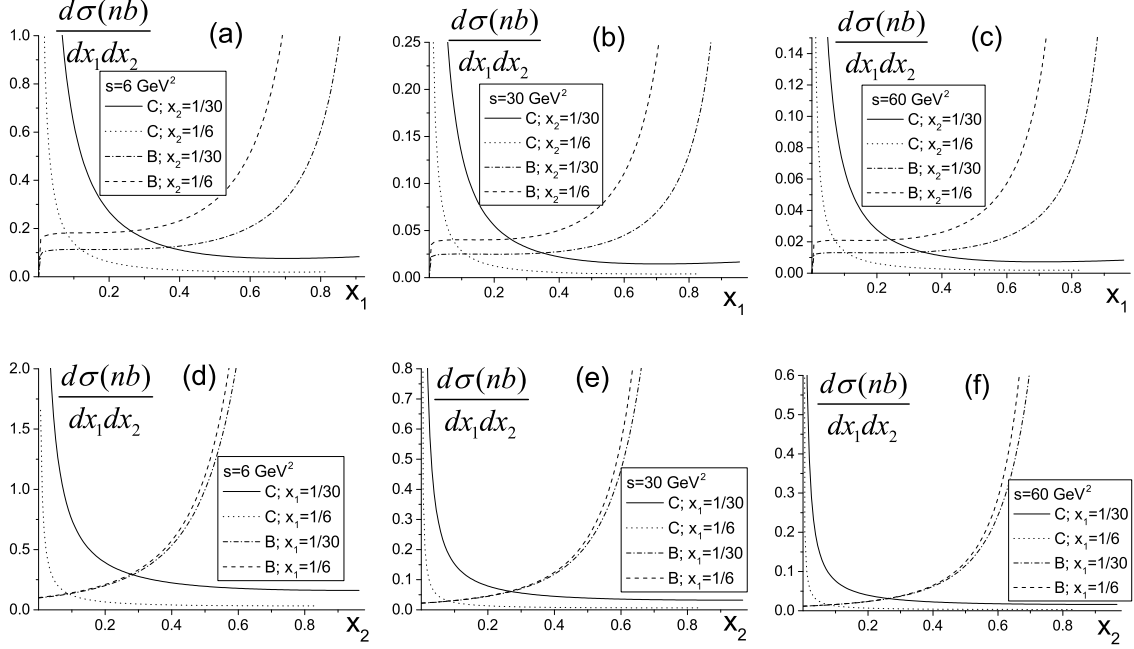 dσ(nb)
dx₁dx₂
(a)
s=6 GeV²
C; x₂=1/30
C; x₂=1/6
B; x₂=1/30
B; x₂=1/6
1.0
0.8
0.6
0.4
0.2
0.0
0.2 0.4 0.6 0.8
x₁
dσ(nb)
dx₁dx₂
(b)
s=30 GeV²
C; x₂=1/30
C; x₂=1/6
B; x₂=1/30
B; x₂=1/6
0.25
0.20
0.15
0.10
0.05
0.00
0.2 0.4 0.6 0.8
x₁
dσ(nb)
dx₁dx₂
(c)
s=60 GeV²
C; x₂=1/30
C; x₂=1/6
B; x₂=1/30
B; x₂=1/6
0.14
0.12
0.10
0.08
0.06
0.04
0.02
0.00
0.2 0.4 0.6 0.8
x₁
dσ(nb)
dx₁dx₂
(d)
s=6 GeV²
C; x₁=1/30
C; x₁=1/6
B; x₁=1/30
B; x₁=1/6
2.0
1.5
1.0
0.5
0.0
0.0 0.2 0.4 0.6 0.8
x₂
dσ(nb)
dx₁dx₂
(e)
s=30 GeV²
C; x₁=1/30
C; x₁=1/6
B; x₁=1/30
B; x₁=1/6
0.8
0.7
0.6
0.5
0.4
0.3
0.2
0.1
0.0
0.0 0.2 0.4 0.6 0.8
x₂
dσ(nb)
dx₁dx₂
(f)
s=60 GeV²
C; x₁=1/30
C; x₁=1/6
B; x₁=1/30
B; x₁=1/6
0.6
0.5
0.4
0.3
0.2
0.1
0.0
0.0 0.2 0.4 0.6 0.8
x₂